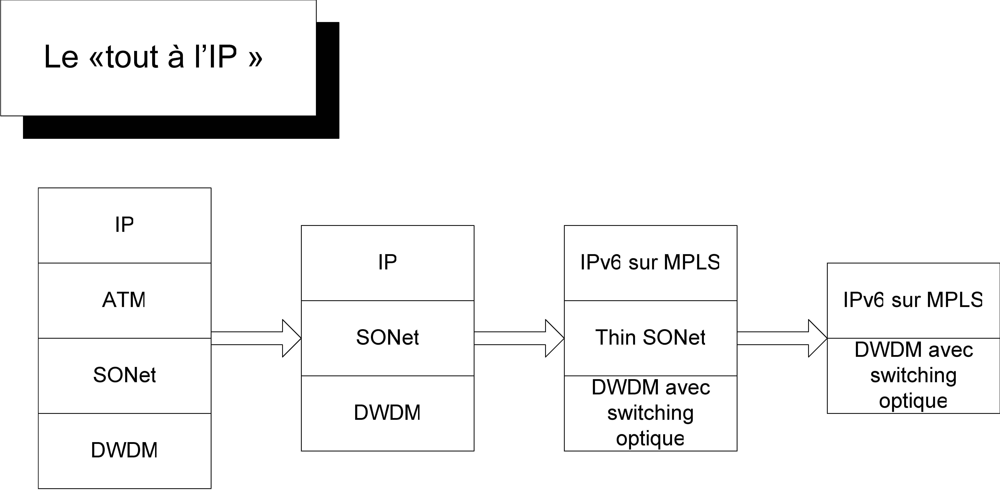 Le «tout à l’IP »
IP
ATM
SONet
DWDM
IP
SONet
DWDM
IPv6 sur MPLS
Thin SONet
DWDM avec
switching
optique
IPv6 sur MPLS
DWDM avec
switching
optique